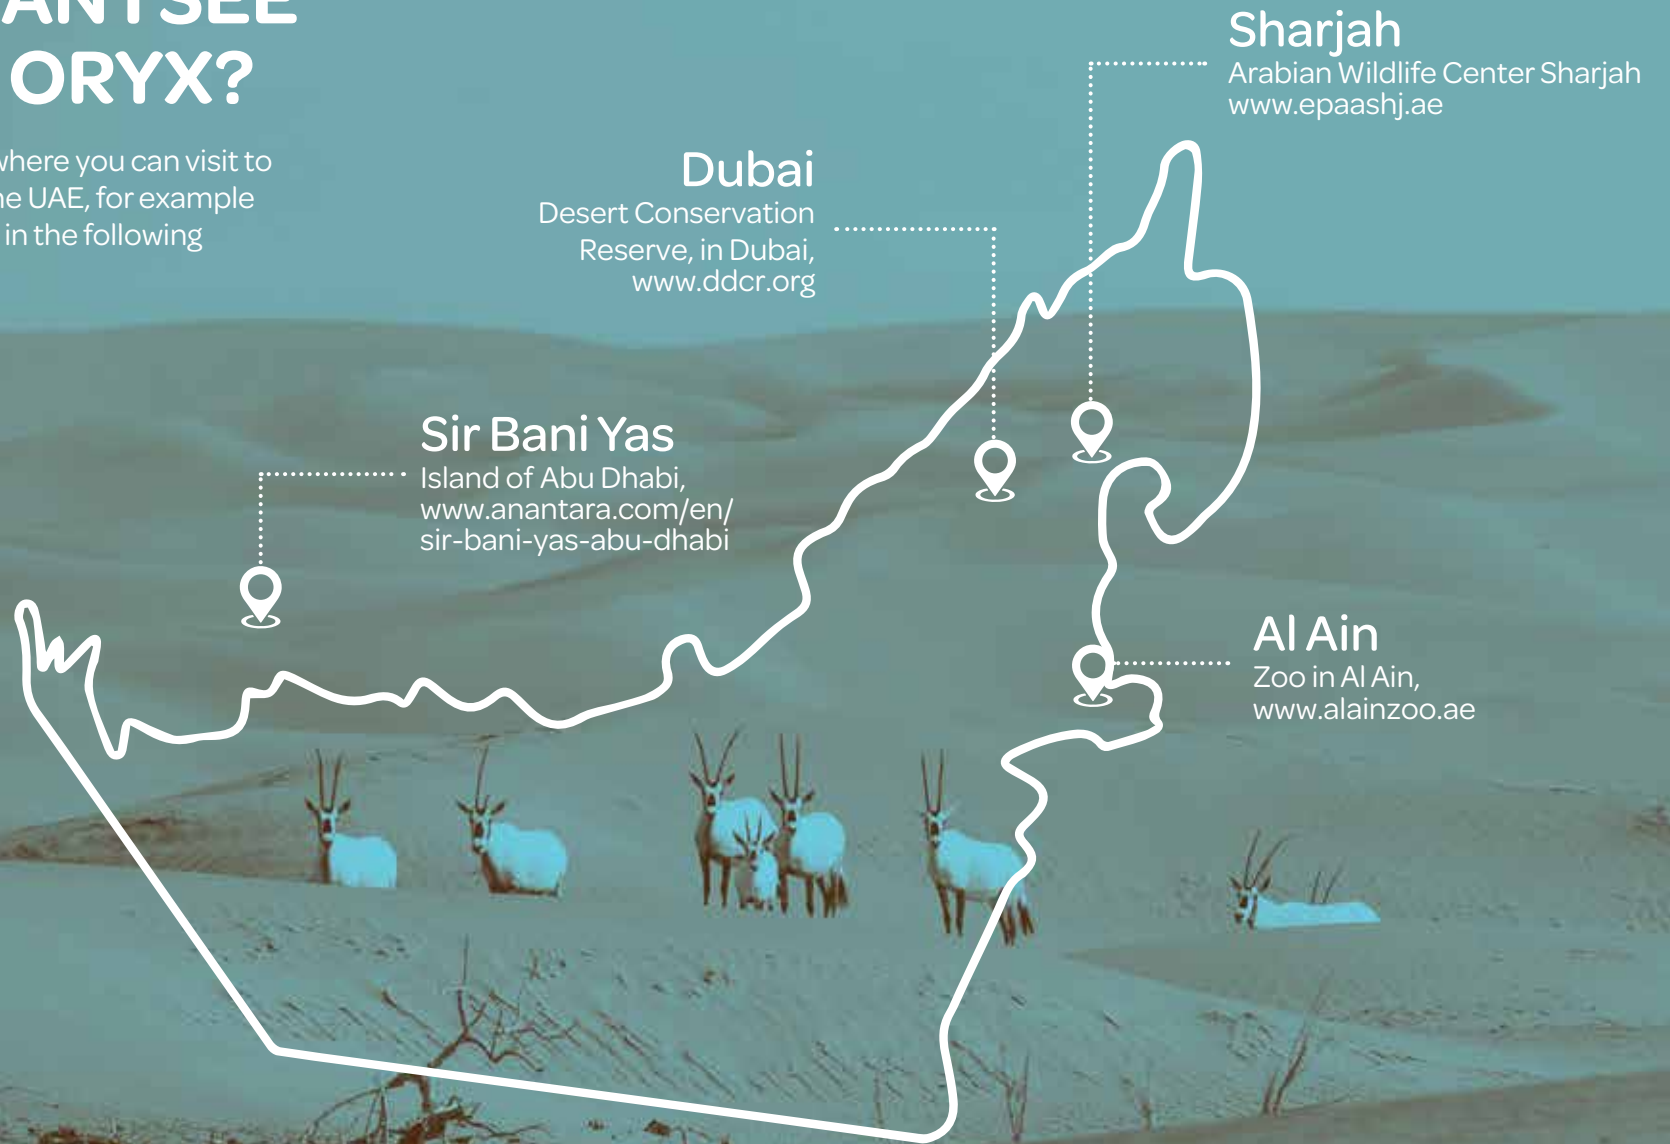 ORYX?
where you can visit to
UAE, for example
in the following
Sharjah
Arabian Wildlife Center Sharjah
www.epaashj.ae
Dubai
Desert Conservation
Reserve, in Dubai,
www.ddcr.org
Sir Bani Yas
Island of Abu Dhabi,
www.anantara.com/en/
sir-bani-yas-abu-dhabi
Al Ain
Zoo in Al Ain,
www.alainzoo.ae